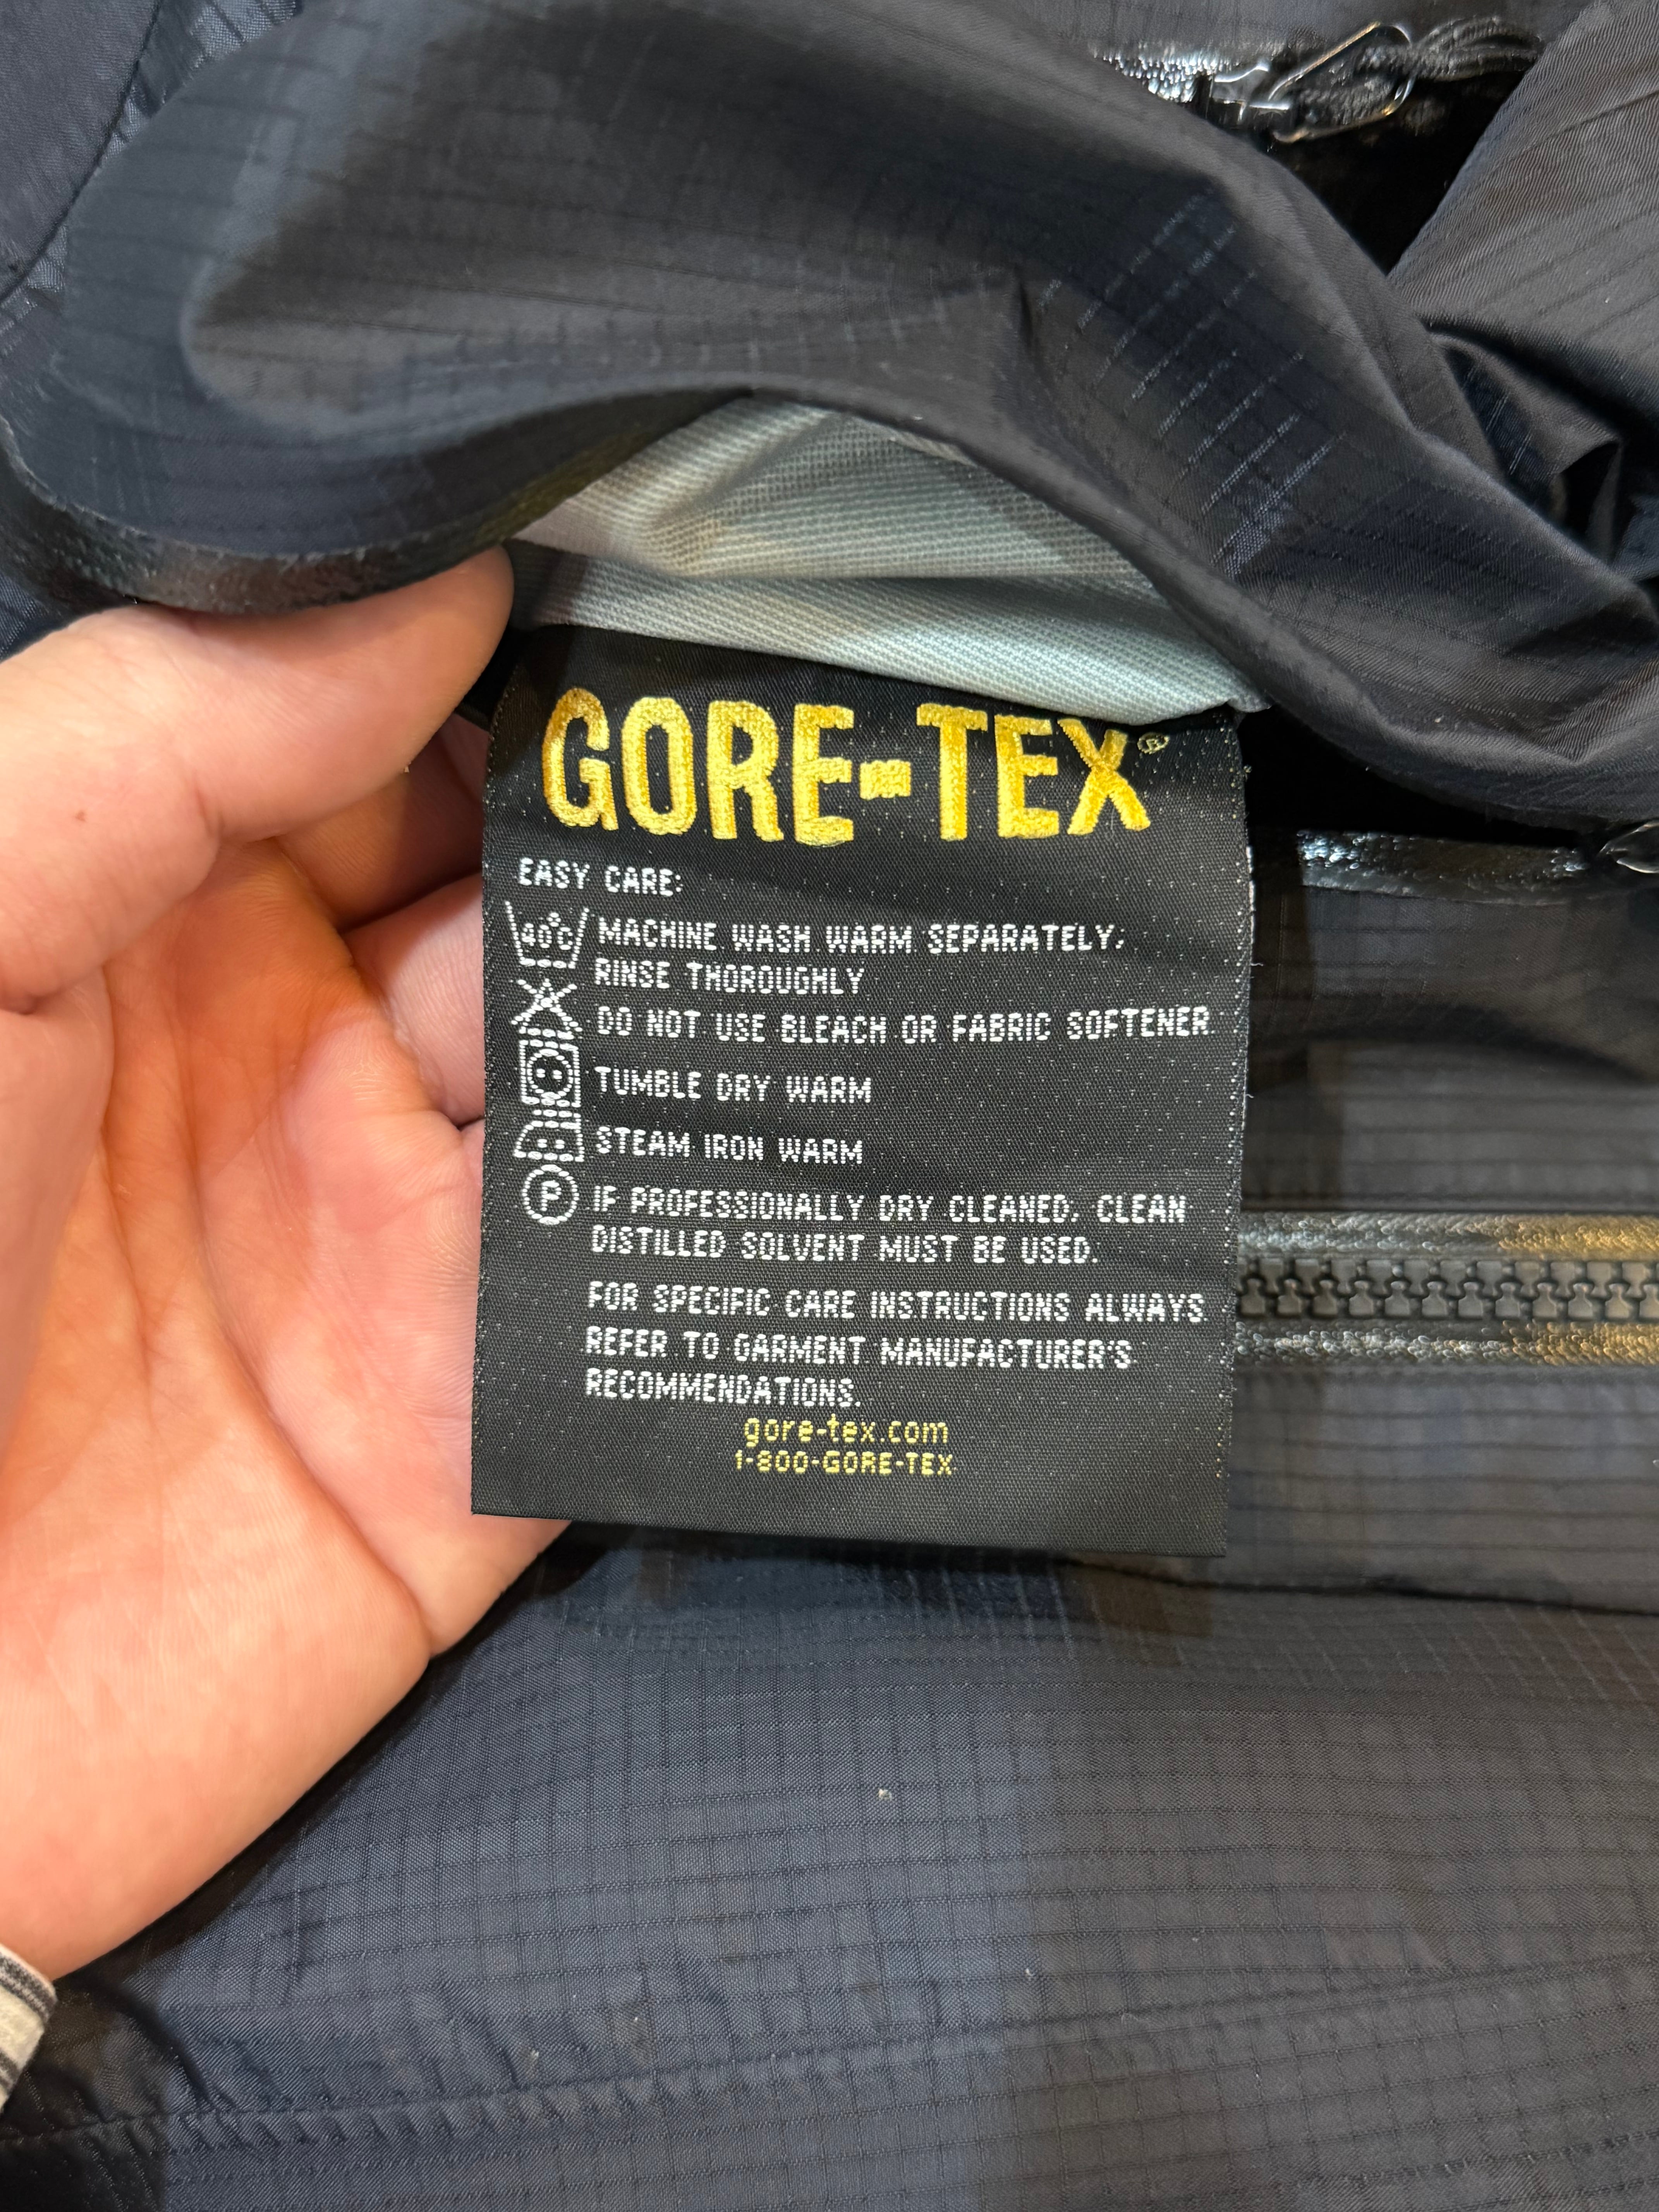 GORE-TEX®
EASY CARE:
40°C MACHINE WASH WARM SEPARATELY;
RINSE THOROUGHLY
DO NOT USE BLEACH OR FABRIC SOFTENER
TUMBLE DRY WARM
STEAM IRON WARM
P IF PROFESSIONALLY DRY CLEANED, CLEAN
DISTILLED SOLVENT MUST BE USED.
FOR SPECIFIC CARE INSTRUCTIONS ALWAYS
REFER TO GARMENT MANUFACTURER'S
RECOMMENDATIONS.
gore-tex.com
1-800-GORE-TEX